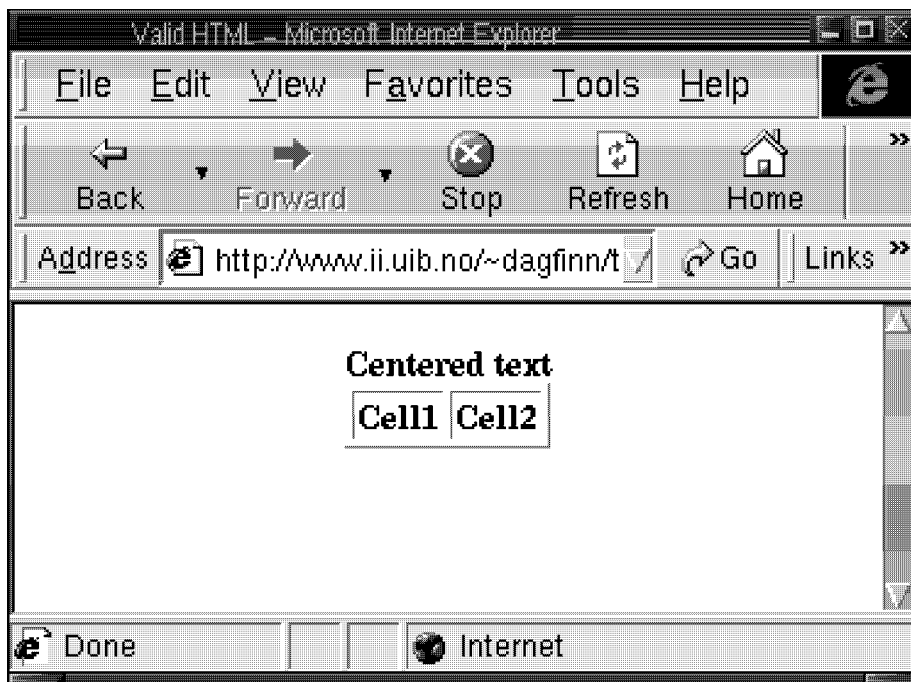 Valid HTML – Microsoft Internet Explorer
File Edit View Favorites Tools Help
Back Forward Stop Refresh Home »
Address http://www.ii.uib.no/~dagfinn/t Go Links »
Centered text
Cell1 Cell2
Done Internet